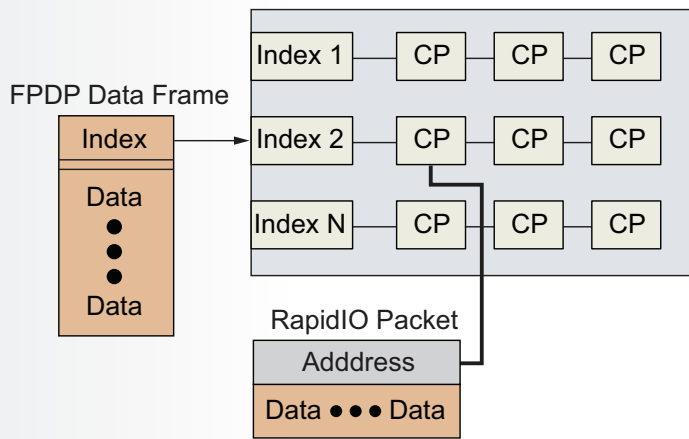 Index 1 CP CP CP
FPDP Data Frame
Index
Index 2 CP CP CP
Data
Data
Index N CP CP CP
RapidIO Packet
Adddress
Data ●●● Data